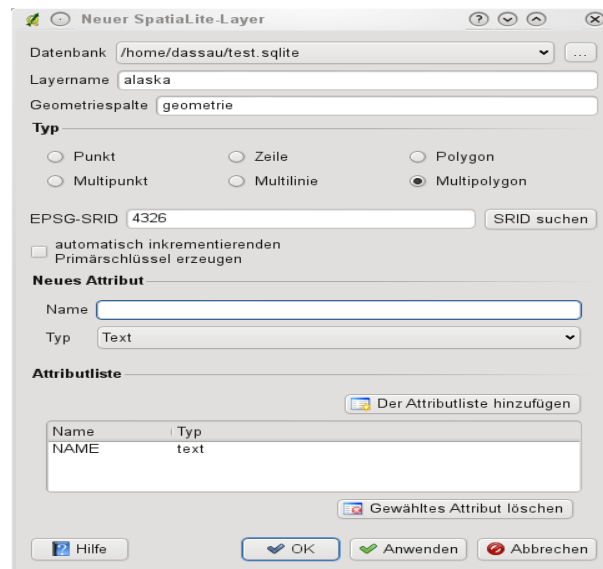 Neuer SpatiaLite-Layer
Datenbank /home/dassau/test.sqlite ...
Layername alaska
Geometriespalte geometrie
Typ
Punkt Zeile Polygon
Multipunkt Multilinie Multipolygon
EPSG-SRID 4326 SRID suchen
automatisch inkrementierenden
Primärschlüssel erzeugen
Neues Attribut
Name
Typ Text
Attributliste
Der Attributliste hinzufügen
Name Typ
NAME text
Gewähltes Attribut löschen
Hilfe OK Anwenden Abbrechen